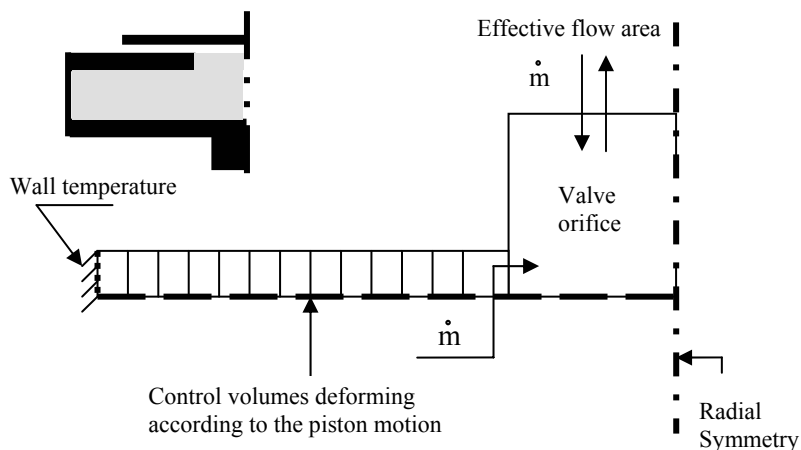 Effective flow area
ṁ
Wall temperature
Valve
orifice
ṁ
Control volumes deforming
according to the piston motion
Radial
Symmetry